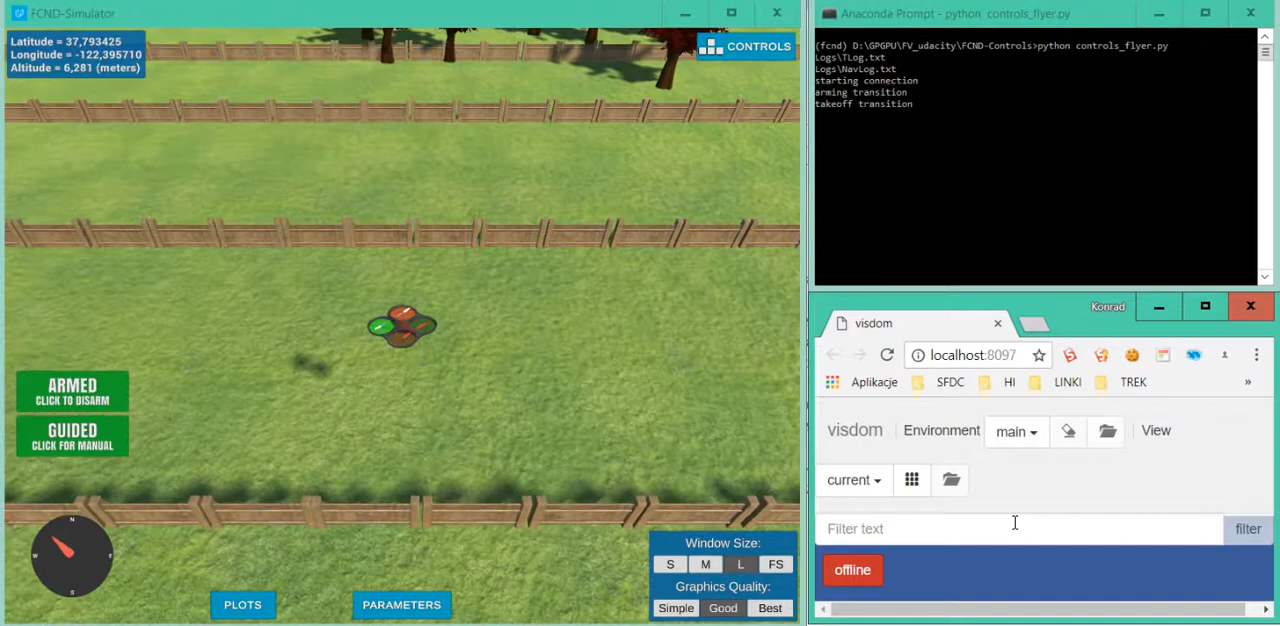 FCND-Simulator
Latitude = 37,793425
Longitude = -122,395710
Altitude = 6,281 (meters)
CONTROLS
ARMED
CLICK TO DISARM
GUIDED
CLICK FOR MANUAL
N
W
E
S
PLOTS
PARAMETERS
Window Size:
S M L FS
Graphics Quality:
Simple Good Best
Anaconda Prompt - python controls_flyer.py
(fcnd) D:\GPGPU\FV_udacity\FCND-Controls>python controls_flyer.py
Logs\TLog.txt
Logs\NavLog.txt
starting connection
arming transition
takeoff transition
Konrad
visdom
localhost:8097
Aplikacje SFDC HI LINKI TREK »
visdom Environment main View
current
Filter text filter
offline